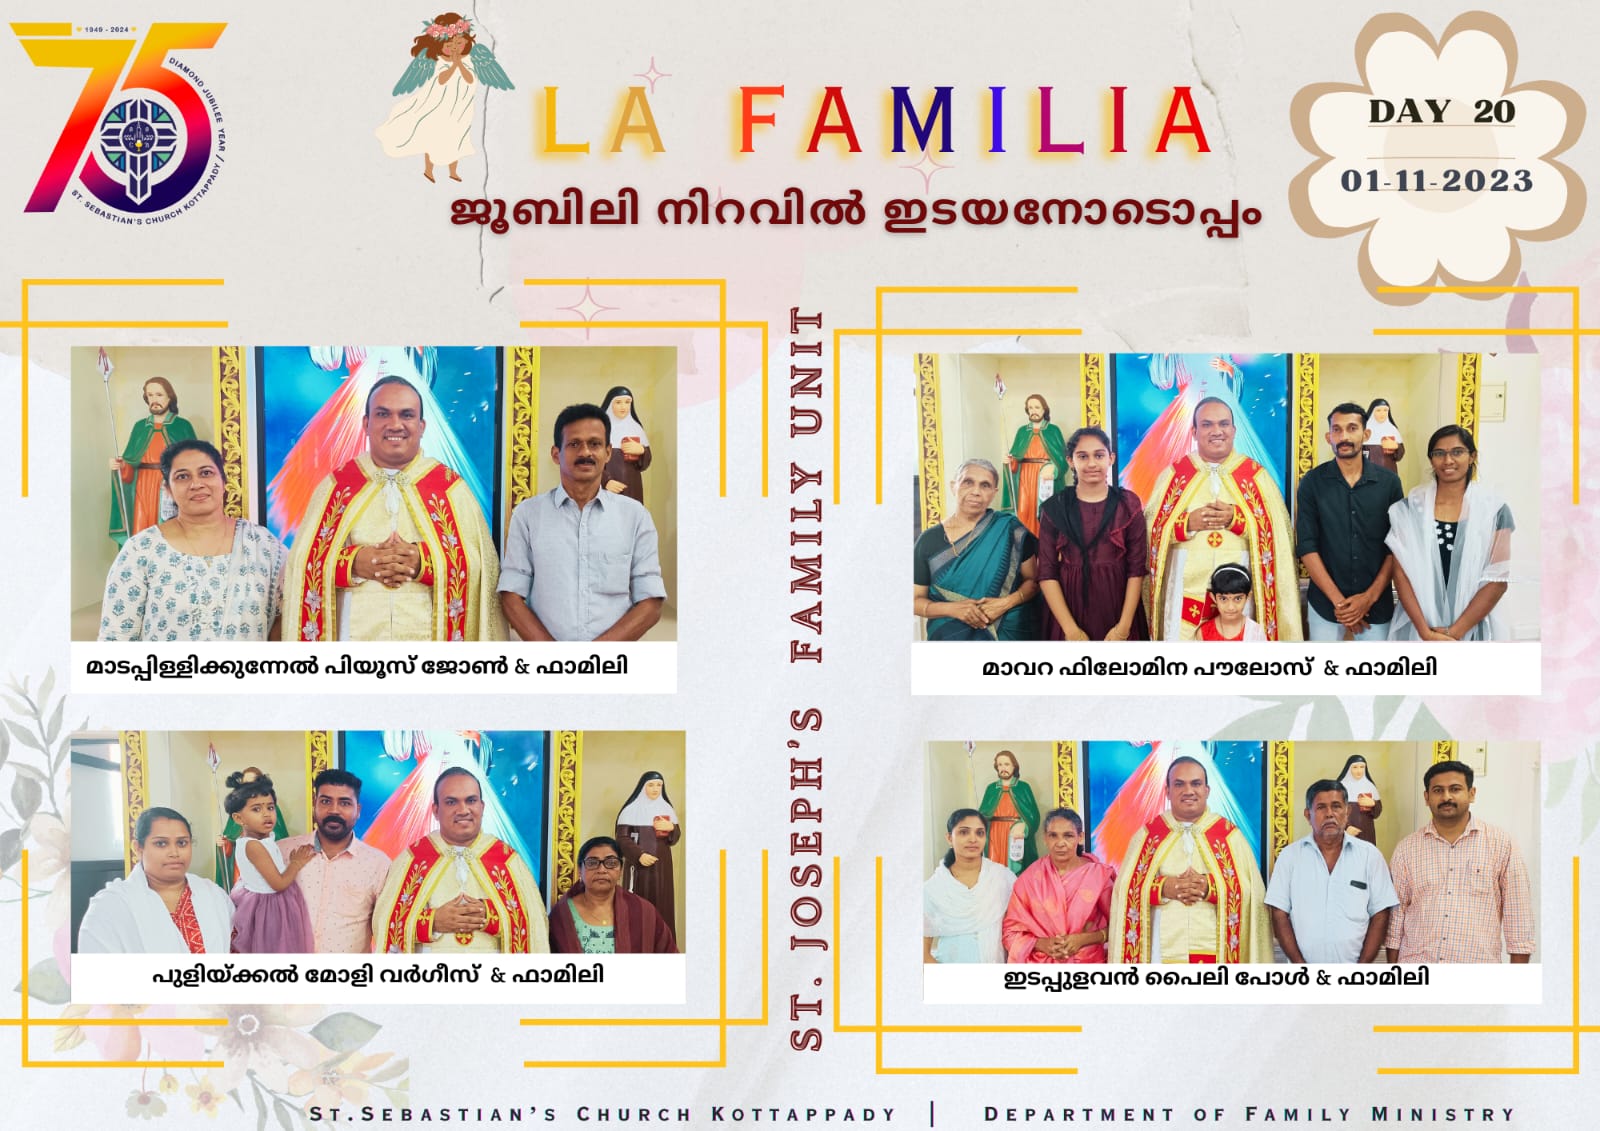 1949 - 2024
75
DIAMOND JUBILEE YEAR / ST. SEBASTIAN'S CHURCH KOTTAPPADY /
LA FAMILIA
ജൂബിലി നിറവിൽ ഇടയനോടൊപ്പം
DAY 20
01-11-2023
ST. JOSEPH'S FAMILY UNIT
മാടപ്പിള്ളിക്കുന്നേൽ പിയൂസ് ജോൺ & ഫാമിലി
മാവറ ഫിലോമിന പൗലോസ് & ഫാമിലി
പുളിയ്ക്കൽ മോളി വർഗീസ് & ഫാമിലി
ഇടപ്പുളവൻ പൈലി പോൾ & ഫാമിലി
ST.SEBASTIAN'S CHURCH KOTTAPPADY | DEPARTMENT OF FAMILY MINISTRY